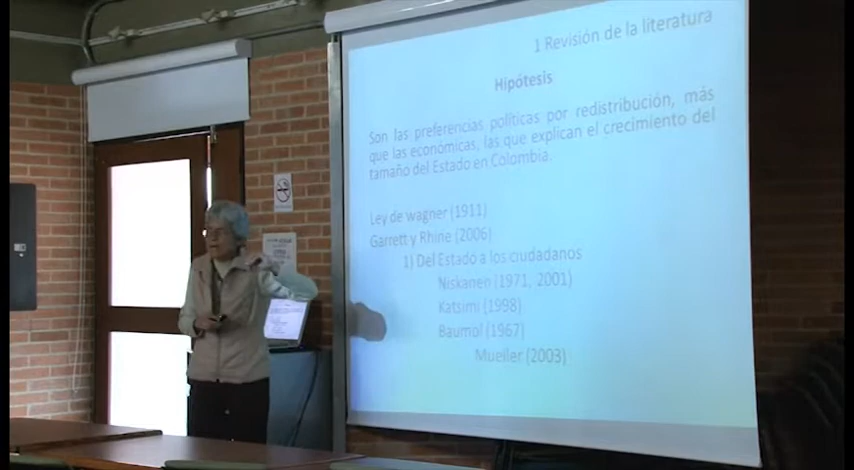 1 Revisión de la literatura
Hipótesis
Son las preferencias políticas por redistribución, más
que las económicas, las que explican el crecimiento del
tamaño del Estado en Colombia.
Ley de wagner (1911)
Garrett y Rhine (2006)
1) Del Estado a los ciudadanos
Niskanen (1971, 2001)
Katsimi (1998)
Baumol (1967)
Mueller (2003)